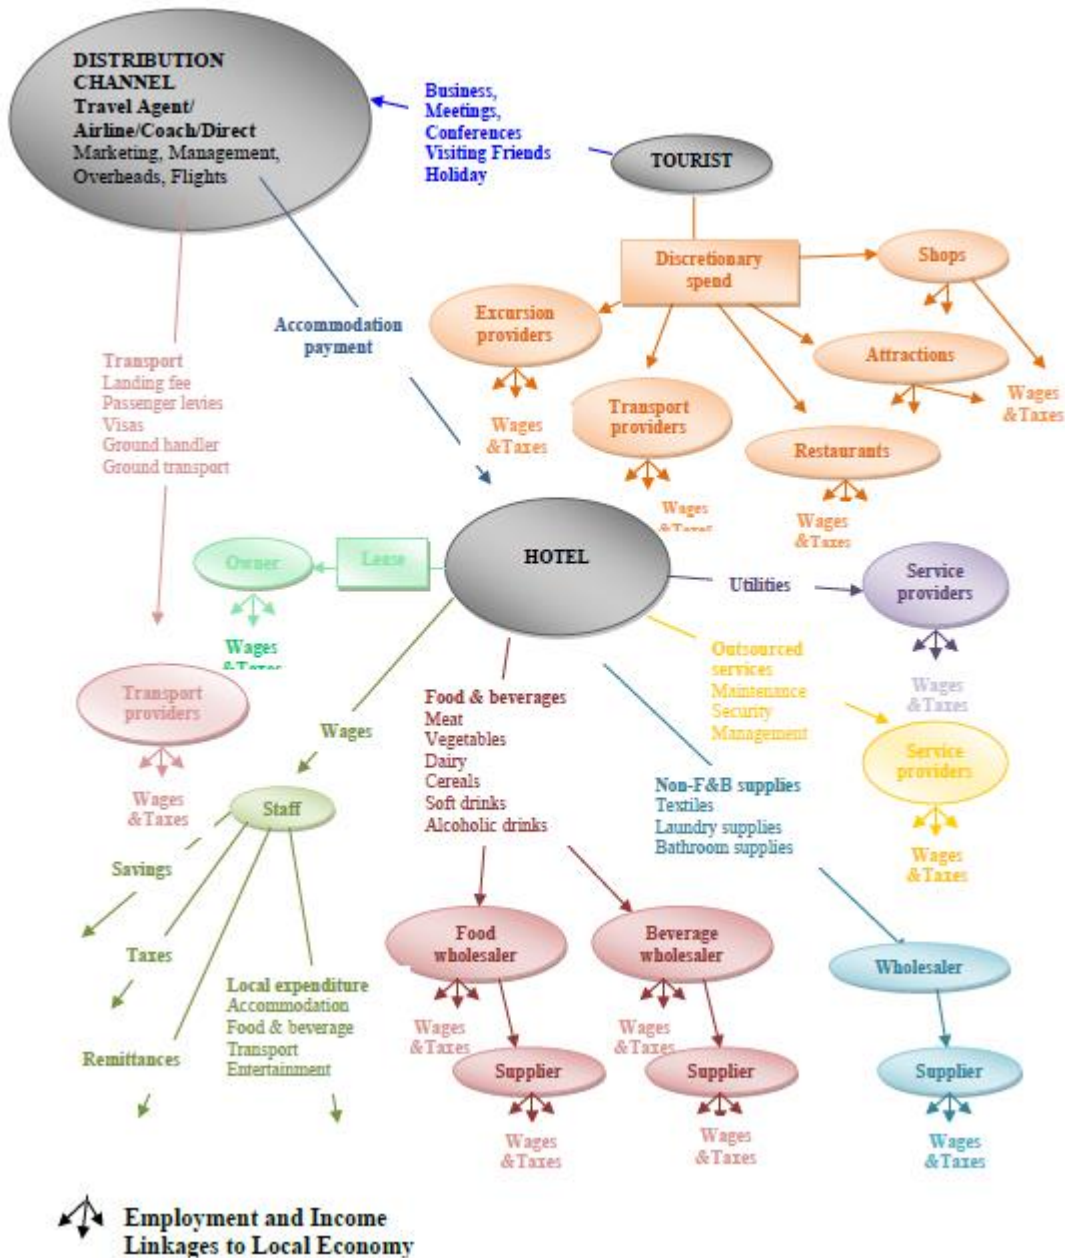 DISTRIBUTION
CHANNEL
Travel Agent/
Airline/Coach/Direct
Marketing, Management,
Overheads, Flights
Business,
Meetings,
Conferences
Visiting Friends
Holiday
TOURIST
Discretionary
spend
Shops
Excursion
providers
Attractions
Accommodation
payment
Transport
Landing fee
Passenger levies
Visas
Ground handler
Ground transport
Wages
&Taxes
Transport
providers
Wages
&Taxes
Restaurants
Wages
&Taxes
Wages
&Taxes
HOTEL
Owner
Lease
Utilities
Service
providers
Wages
&Taxes
Wages
&Taxes
Outsourced
services
Maintenance
Security
Management
Transport
providers
Wages
Food & beverages
Meat
Vegetables
Dairy
Cereals
Soft drinks
Alcoholic drinks
Service
providers
Non-F&B supplies
Textiles
Laundry supplies
Bathroom supplies
Wages
&Taxes
Staff
Wages
&Taxes
Savings
Taxes
Remittances
Local expenditure
Accommodation
Food & beverage
Transport
Entertainment
Food
wholesaler
Beverage
wholesaler
Wholesaler
Wages
&Taxes
Wages
&Taxes
Supplier
Supplier
Supplier
Wages
&Taxes
Wages
&Taxes
Wages
&Taxes
Employment and Income
Linkages to Local Economy